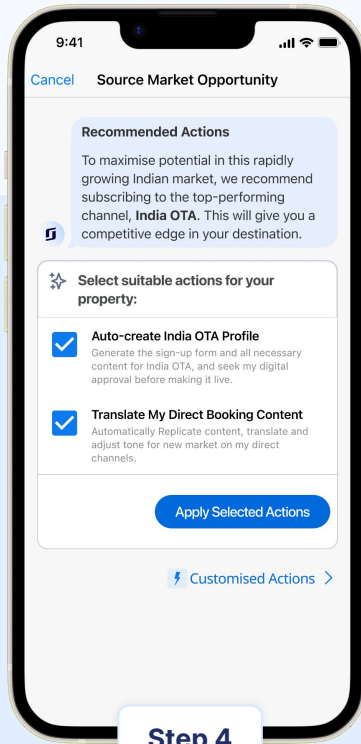 9:41
Cancel Source Market Opportunity
Recommended Actions
To maximise potential in this rapidly
growing Indian market, we recommend
subscribing to the top-performing
channel, India OTA. This will give you a
competitive edge in your destination.
Select suitable actions for your
property:
Auto-create India OTA Profile
Generate the sign-up form and all necessary
content for India OTA, and seek my digital
approval before making it live.
Translate My Direct Booking Content
Automatically Replicate content, translate and
adjust tone for new market on my direct
channels.
Apply Selected Actions
Customised Actions
Step 4